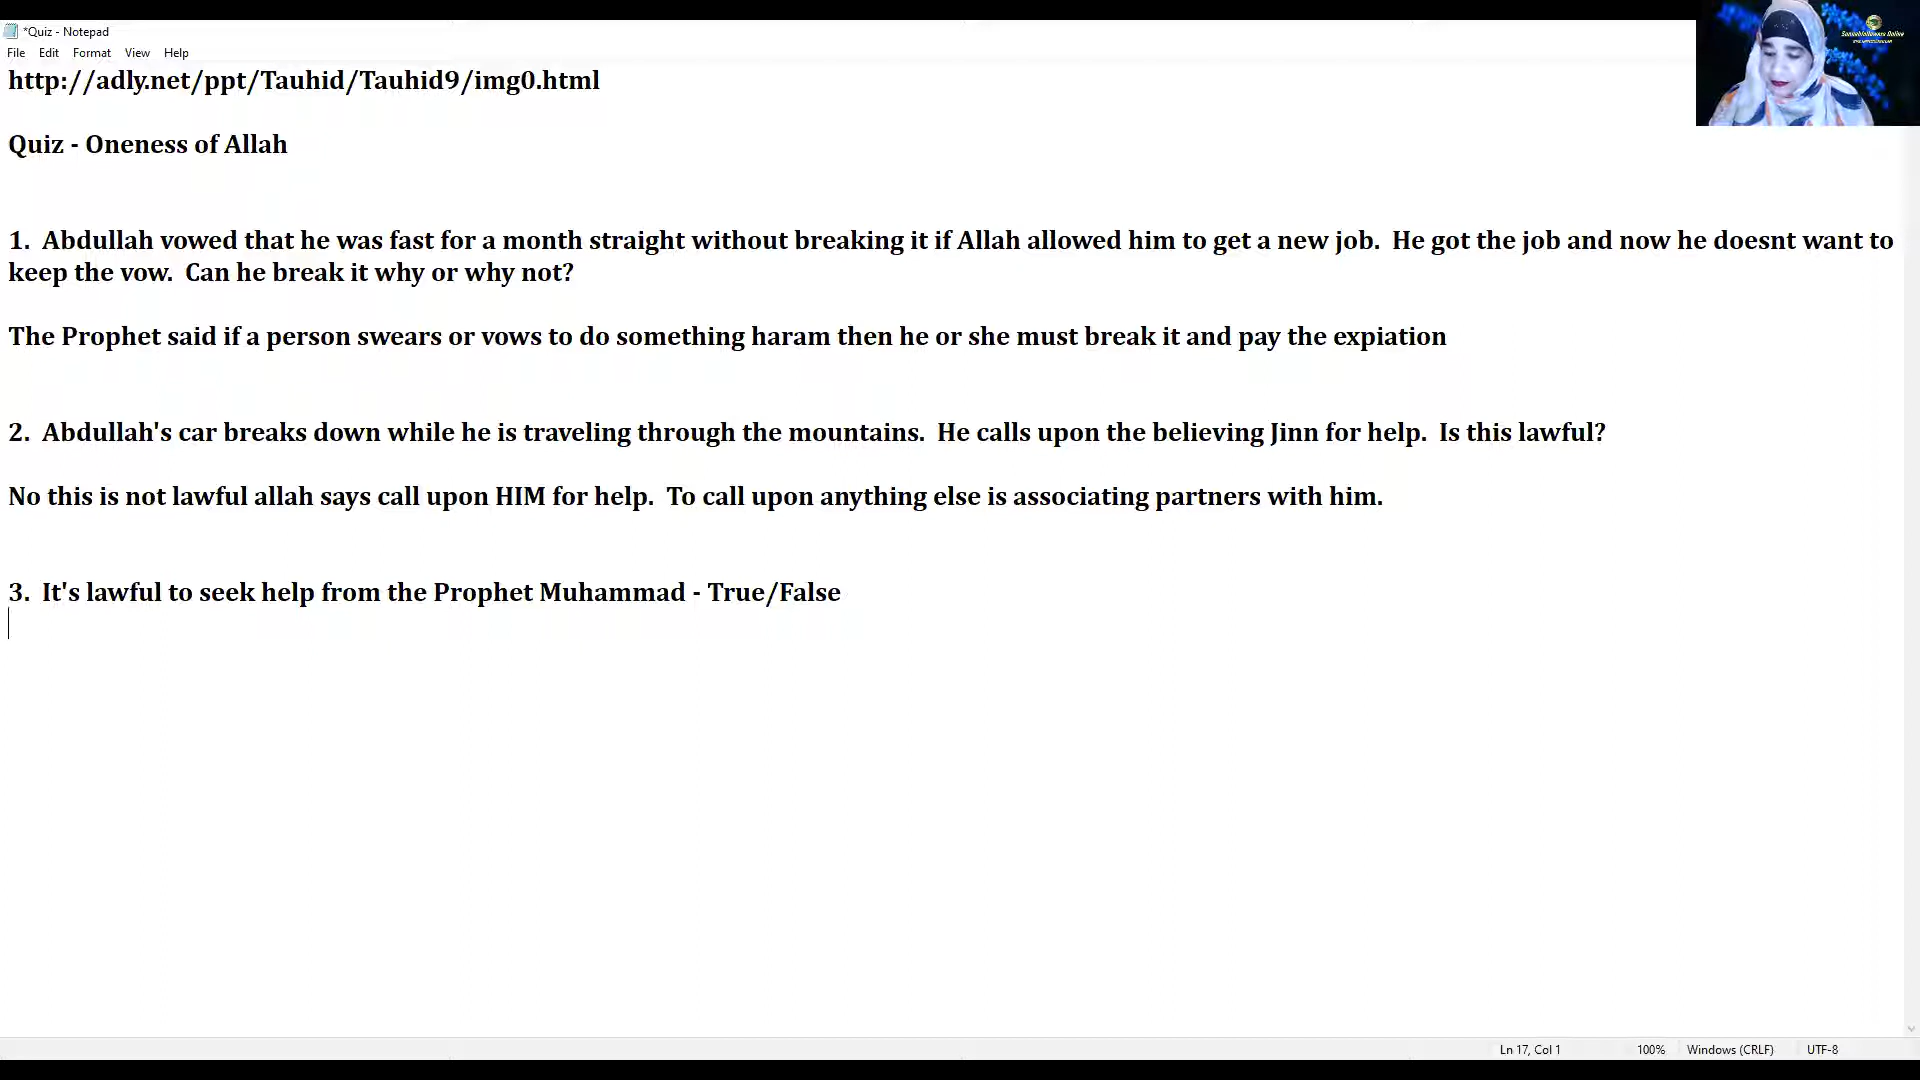 *Quiz - Notepad
File Edit Format View Help
http://adly.net/ppt/Tauhid/Tauhid9/img0.html
Quiz - Oneness of Allah
1. Abdullah vowed that he was fast for a month straight without breaking it if Allah allowed him to get a new job. He got the job and now he doesnt want to
keep the vow. Can he break it why or why not?
The Prophet said if a person swears or vows to do something haram then he or she must break it and pay the expiation
2. Abdullah's car breaks down while he is traveling through the mountains. He calls upon the believing Jinn for help. Is this lawful?
No this is not lawful allah says call upon HIM for help. To call upon anything else is associating partners with him.
3. It's lawful to seek help from the Prophet Muhammad - True/False
Ln 17, Col 1 100% Windows (CRLF) UTF-8